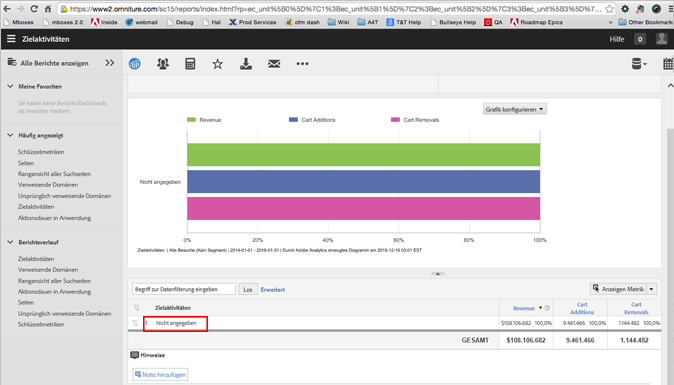 https://www2.omniture.com/sc15/reports/index.html?rp=ec_unit%5B0%5D%7C1%3Bec_unit%5B1%5D%7C2%3Bec_unit%5B2%5D%7C3%3Bec_unit%5B3%5D%7...
Mboxes mboxes 2.0 Inside webmail Debug Hal Prod Services ofm dash Wiki A4T T&T Help Bullseye Help QA Roadmap Epics » Other Bookmark
Zielaktivitäten Hilfe 0
Alle Berichte anzeigen
Meine Favoriten
Sie haben keine Berichte/Dashboards
als Favoriten markiert.
Häufig angezeigt
Schlüsselmetriken
Seiten
Rangansicht aller Suchseiten
Verweisende Domänen
Ursprünglich verweisende Domänen
Zielaktivitäten
Aktionsdauer in Anwendung
Berichtsverlauf
Zielaktivitäten
Verweisende Domänen
Rangansicht aller Suchseiten
Aktionsdauer in Anwendung
Seiten
Ursprünglich verweisende Domänen
Schlüsselmetriken
Grafik konfigurieren
Revenue Cart Additions Cart Removals
Nicht angegeben
0% 20% 40% 60% 80% 100%
Zielaktivitäten | Alle Besuche (Kein Segment) | 2014-01-01 - 2016-01-31 | Durch Adobe Analytics erzeugtes Diagramm am 2015-12-16 03:01 EST
Begriff zur Datenfilterung eingeben Los Erweitert Anzeigen Metrik
Zielaktivitäten Revenue Cart Additions Cart Removals
1. Nicht angegeben $108.106.682 100,0% 9.461.466 100,0% 1.144.482 100,0%
GESAMT $108.106.682 9.461.466 1.144.482
Hinweise
Notiz hinzufügen